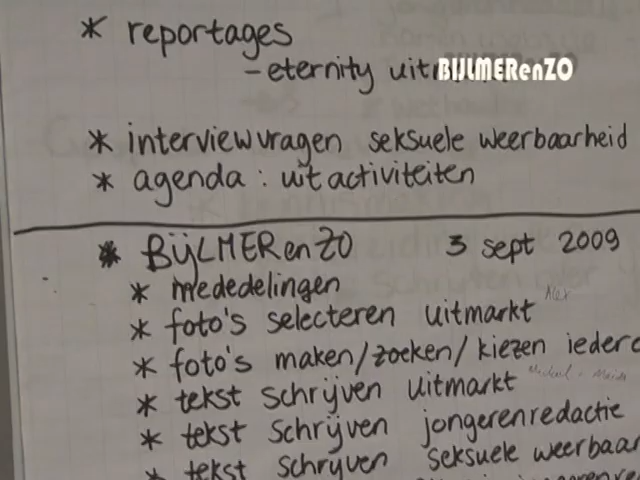 * reportages
- eternity
BIJLMERenZO
* interviewvragen seksuele weerbaarheid
* agenda : uitactiviteiten
* BIJLMERenZO 3 sept 2009
* mededelingen
* foto's selecteren uitmarkt Alex
* foto's maken/zoeken/kiezen
* tekst schrijven uitmarkt
* tekst schrijven jongerenredactie
* tekst schrijven seksuele